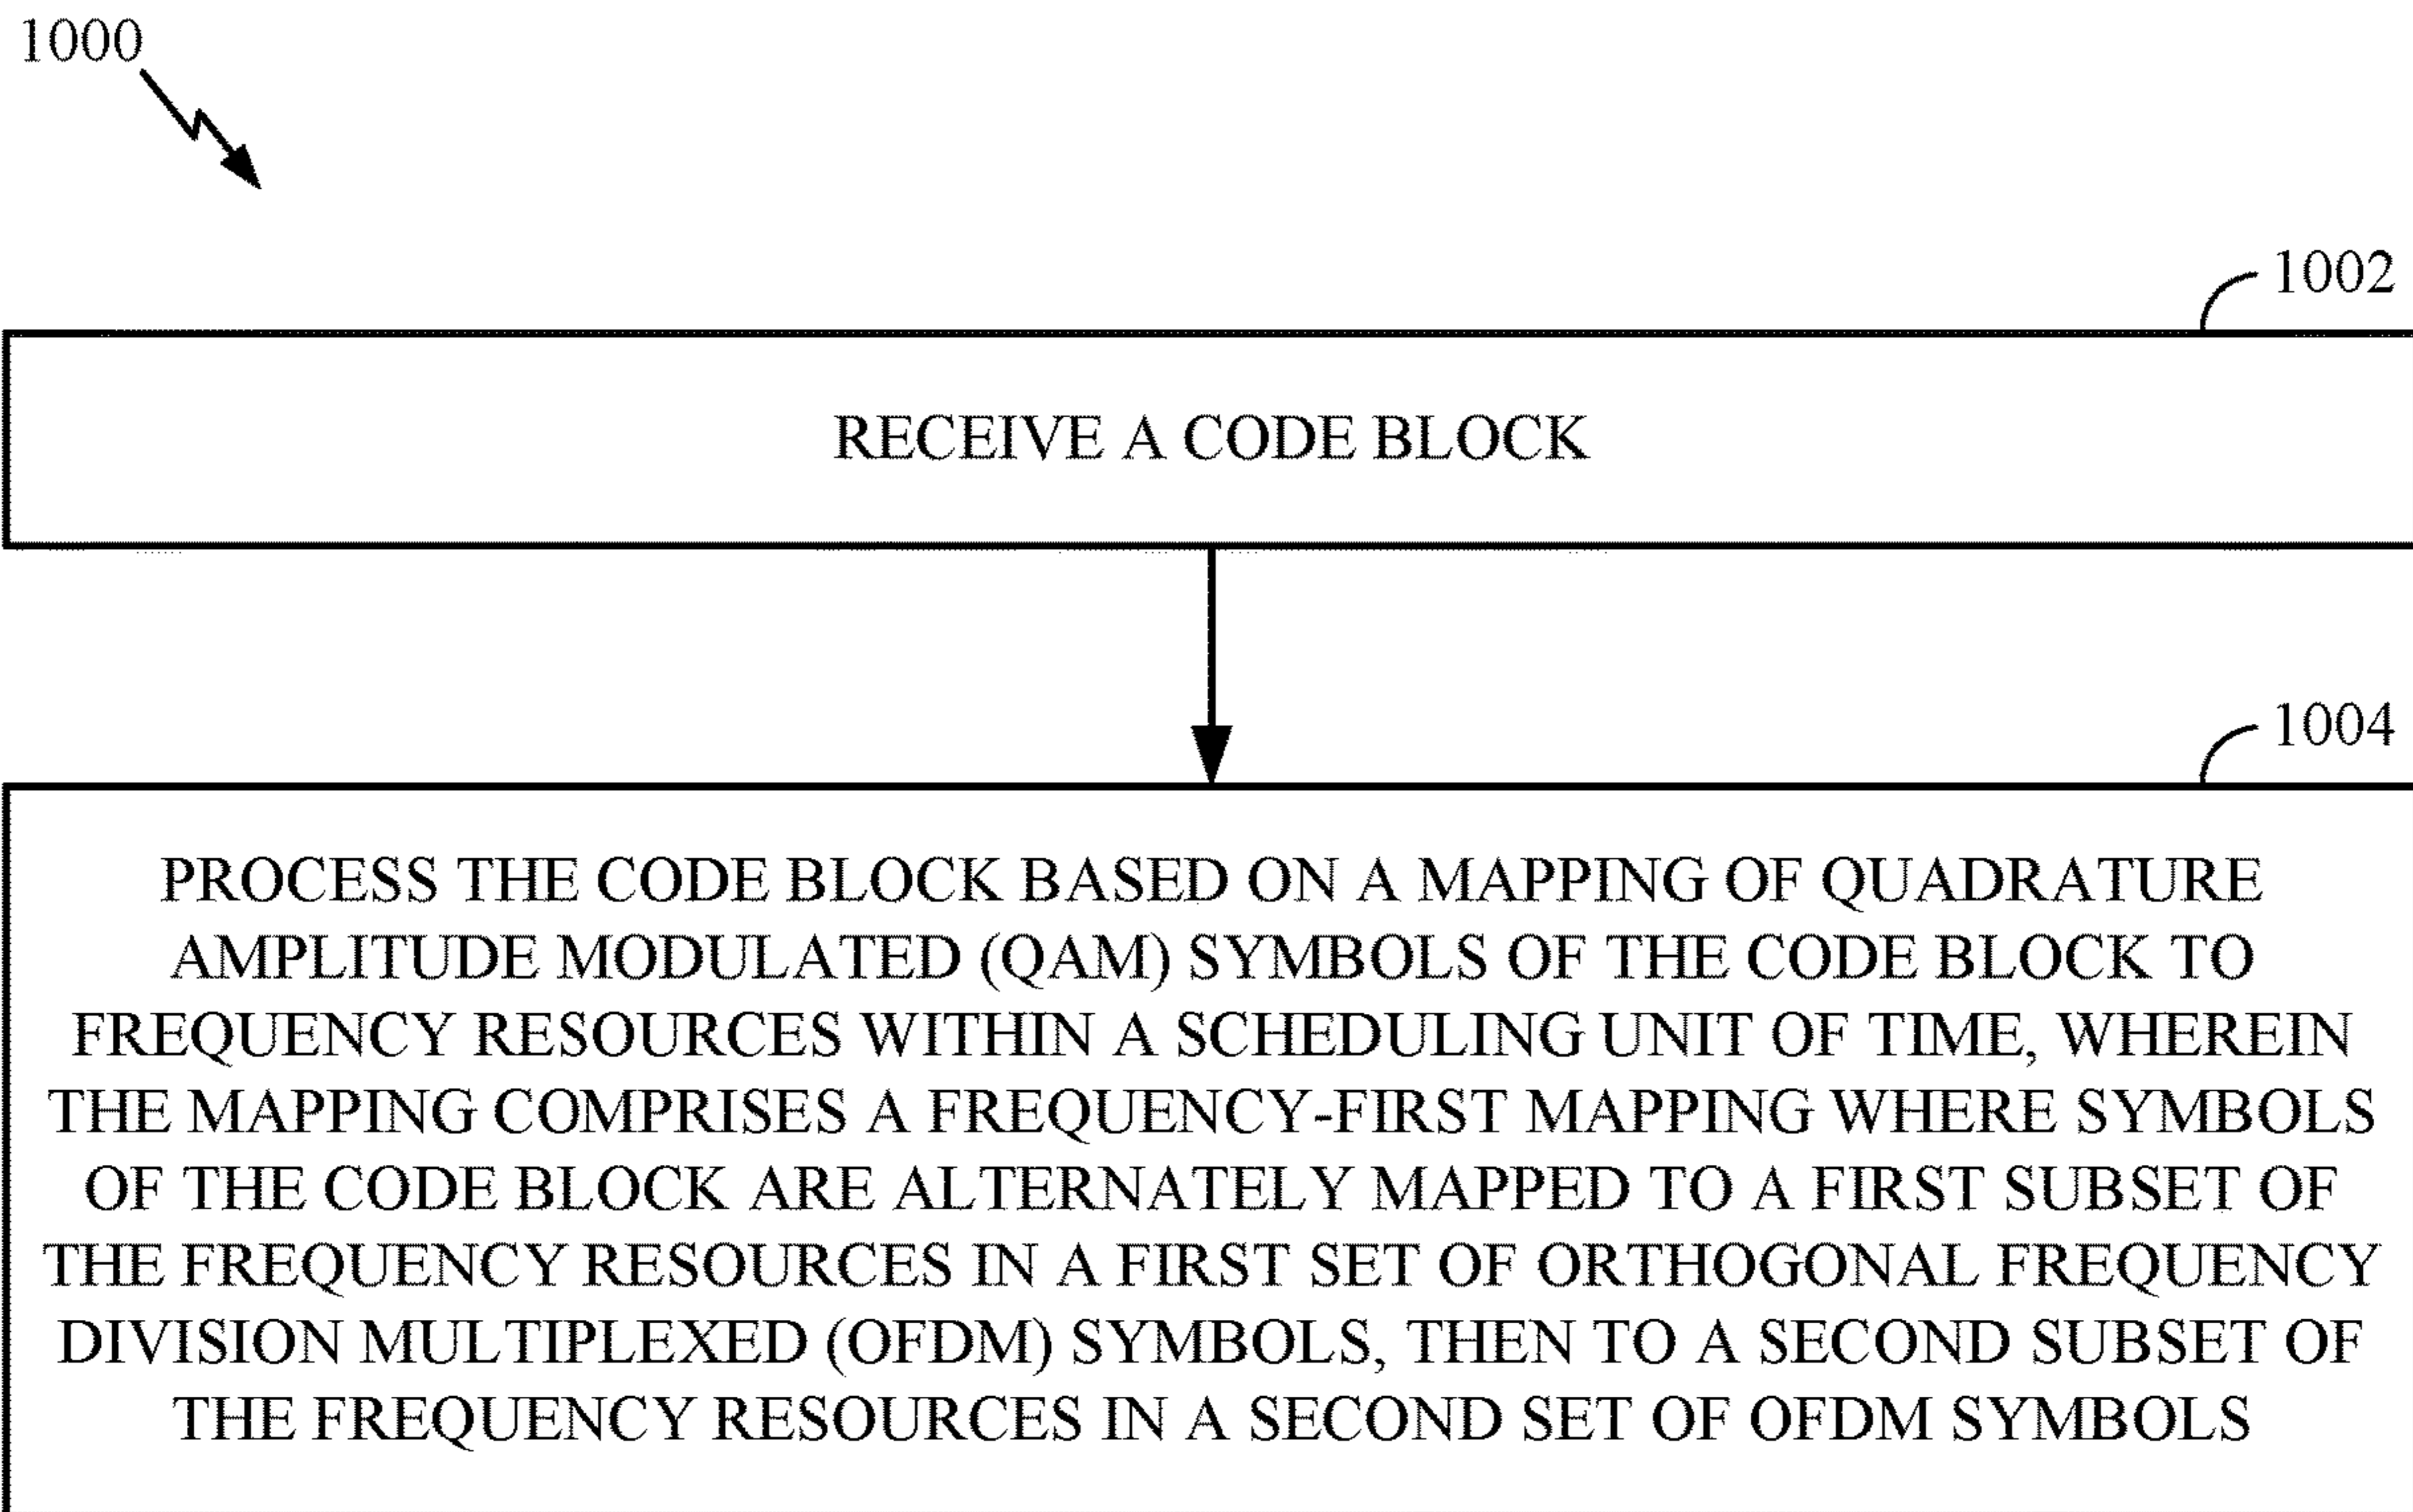 1000
1002
RECEIVE A CODE BLOCK
1004
PROCESS THE CODE BLOCK BASED ON A MAPPING OF QUADRATURE
AMPLITUDE MODULATED (QAM) SYMBOLS OF THE CODE BLOCK TO
FREQUENCY RESOURCES WITHIN A SCHEDULING UNIT OF TIME, WHEREIN
THE MAPPING COMPRISES A FREQUENCY-FIRST MAPPING WHERE SYMBOLS
OF THE CODE BLOCK ARE ALTERNATELY MAPPED TO A FIRST SUBSET OF
THE FREQUENCY RESOURCES IN A FIRST SET OF ORTHOGONAL FREQUENCY
DIVISION MULTIPLEXED (OFDM) SYMBOLS, THEN TO A SECOND SUBSET OF
THE FREQUENCY RESOURCES IN A SECOND SET OF OFDM SYMBOLS